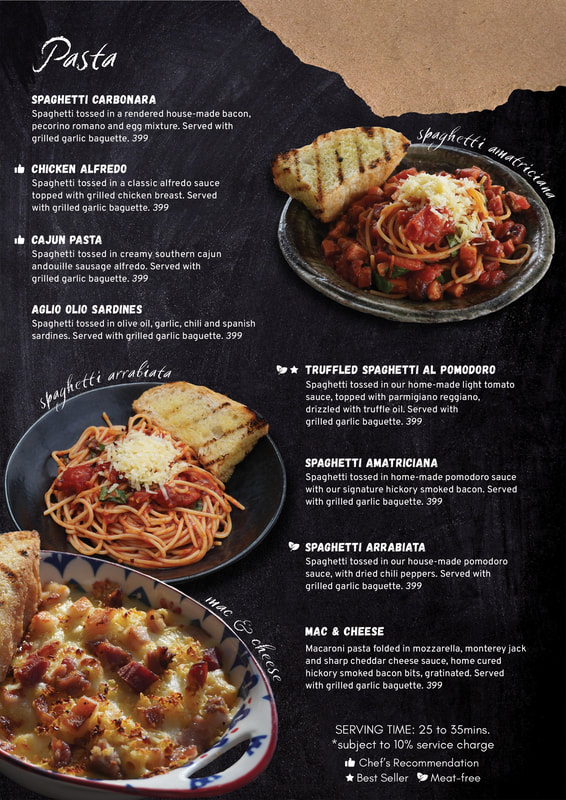 Pasta
SPAGHETTI CARBONARA
Spaghetti tossed in a rendered house-made bacon,
pecorino romano and egg mixture. Served with
grilled garlic baguette. 399
CHICKEN ALFREDO
Spaghetti tossed in a classic alfredo sauce
topped with grilled chicken breast. Served
with grilled garlic baguette. 399
CAJUN PASTA
Spaghetti tossed in creamy southern cajun
andouille sausage alfredo. Served with
grilled garlic baguette. 399
AGLIO OLIO SARDINES
Spaghetti tossed in olive oil, garlic, chili and spanish
sardines. Served with grilled garlic baguette. 399
spaghetti amatriciana
spaghetti arrabiata
mac & cheese
TRUFFLED SPAGHETTI AL POMODORO
Spaghetti tossed in our home-made light tomato
sauce, topped with parmigiano reggiano,
drizzled with truffle oil. Served with
grilled garlic baguette. 399
SPAGHETTI AMATRICIANA
Spaghetti tossed in home-made pomodoro sauce
with our signature hickory smoked bacon. Served
with grilled garlic baguette. 399
SPAGHETTI ARRABIATA
Spaghetti tossed in our house-made pomodoro
sauce, with dried chili peppers. Served with
grilled garlic baguette. 399
MAC & CHEESE
Macaroni pasta folded in mozzarella, monterey jack
and sharp cheddar cheese sauce, home cured
hickory smoked bacon bits, gratinated. Served
with grilled garlic baguette. 399
SERVING TIME: 25 to 35mins.
*subject to 10% service charge
Chef's Recommendation
Best Seller Meat-free